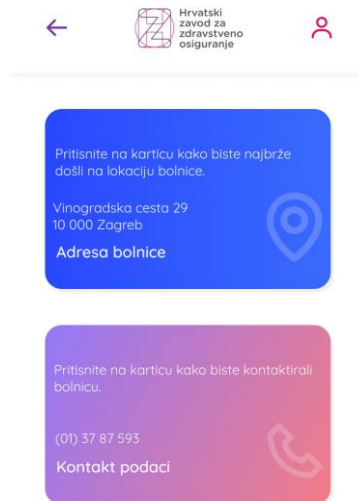 Hrvatski
zavod za
zdravstveno
osiguranje
Pritisnite na karticu kako biste najbrže
došli na lokaciju bolnice.
Vinogradska cesta 29
10 000 Zagreb
Adresa bolnice
Pritisnite na karticu kako biste kontaktirali
bolnicu.
(01) 37 87 593
Kontakt podaci